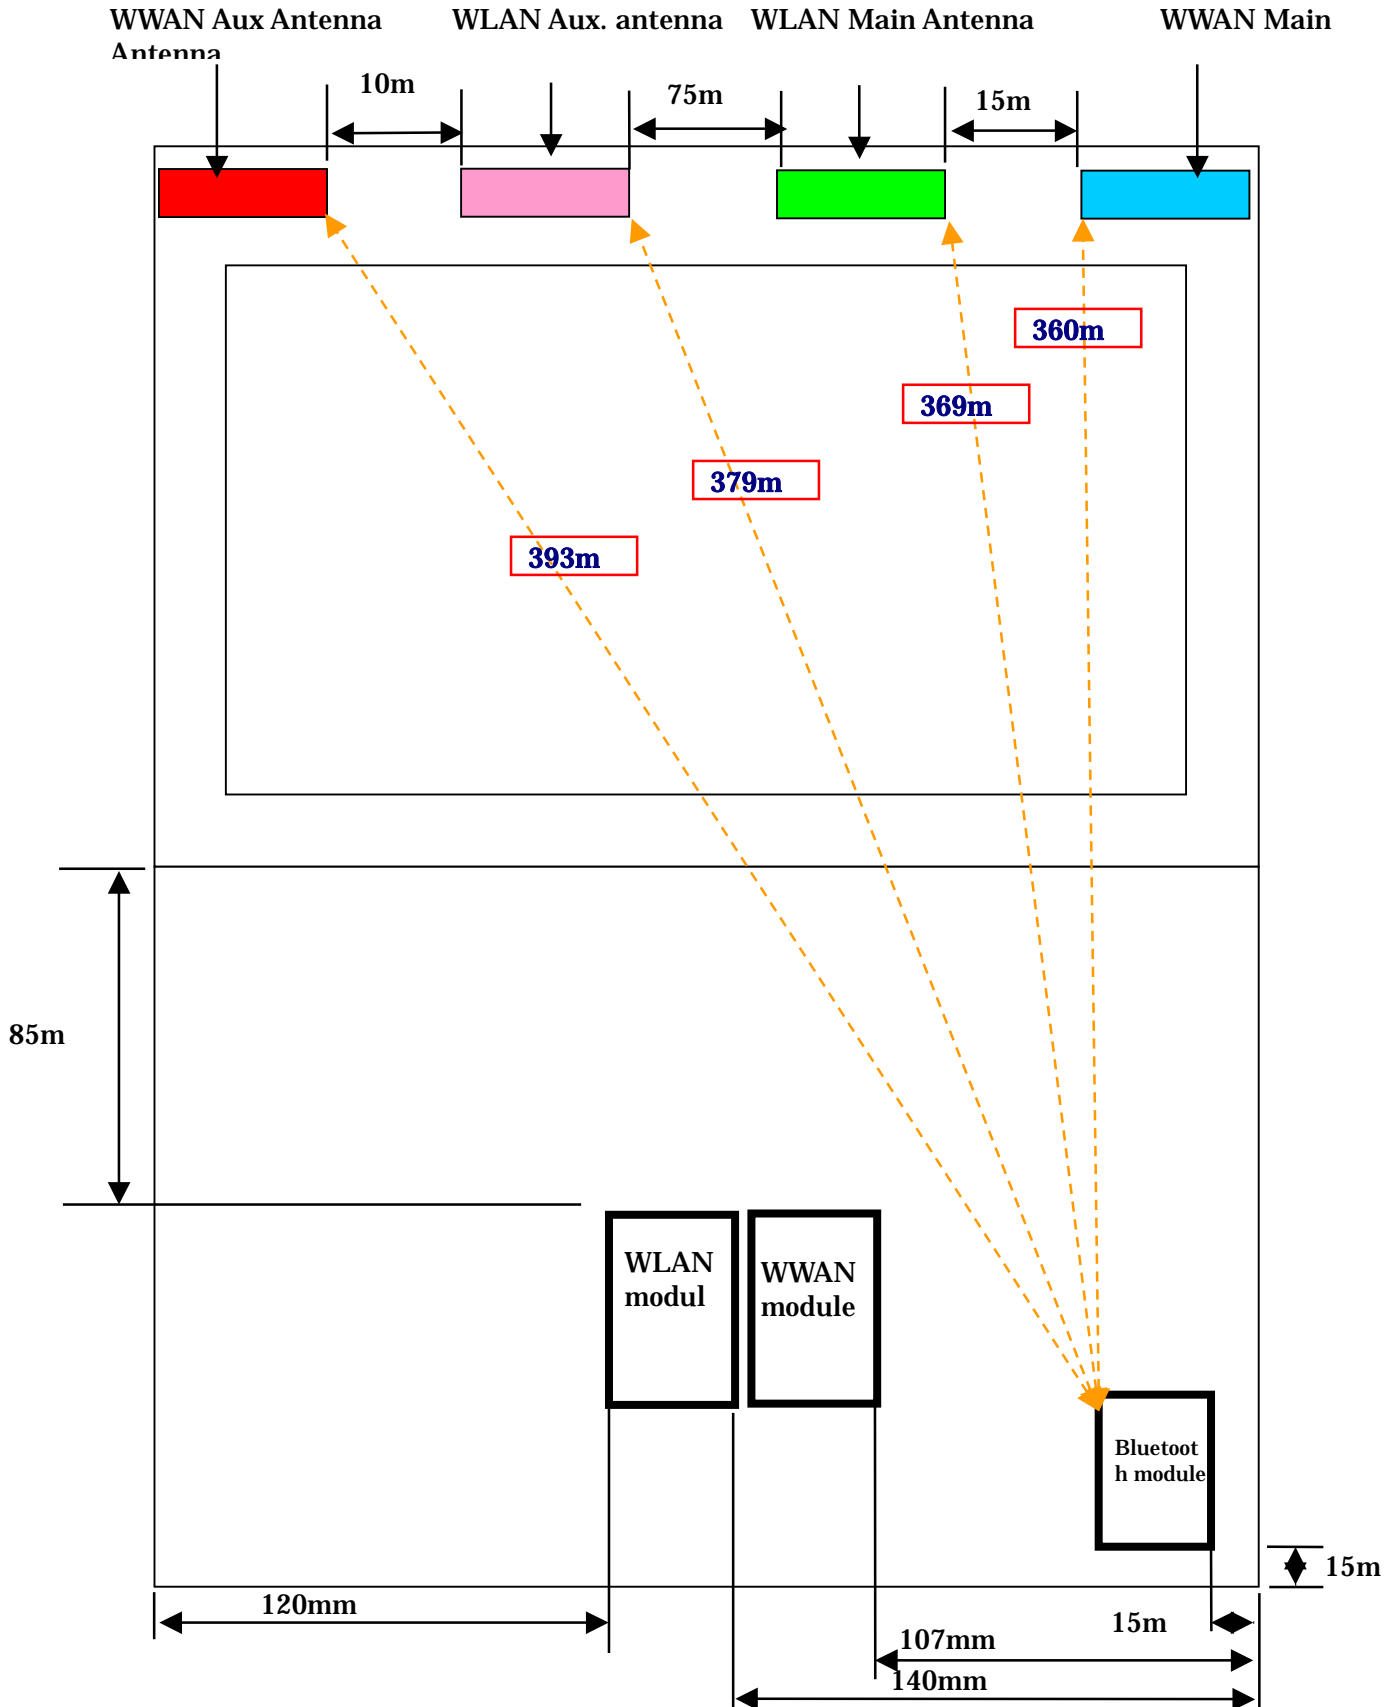 WWAN Aux Antenna WLAN Aux. antenna WLAN Main Antenna WWAN Main
Antenna
10m
75m
15m
360m
369m
379m
393m
85m
WLAN
modul
WWAN
module
Bluetoot
h module
15m
120mm
15m
107mm
140mm